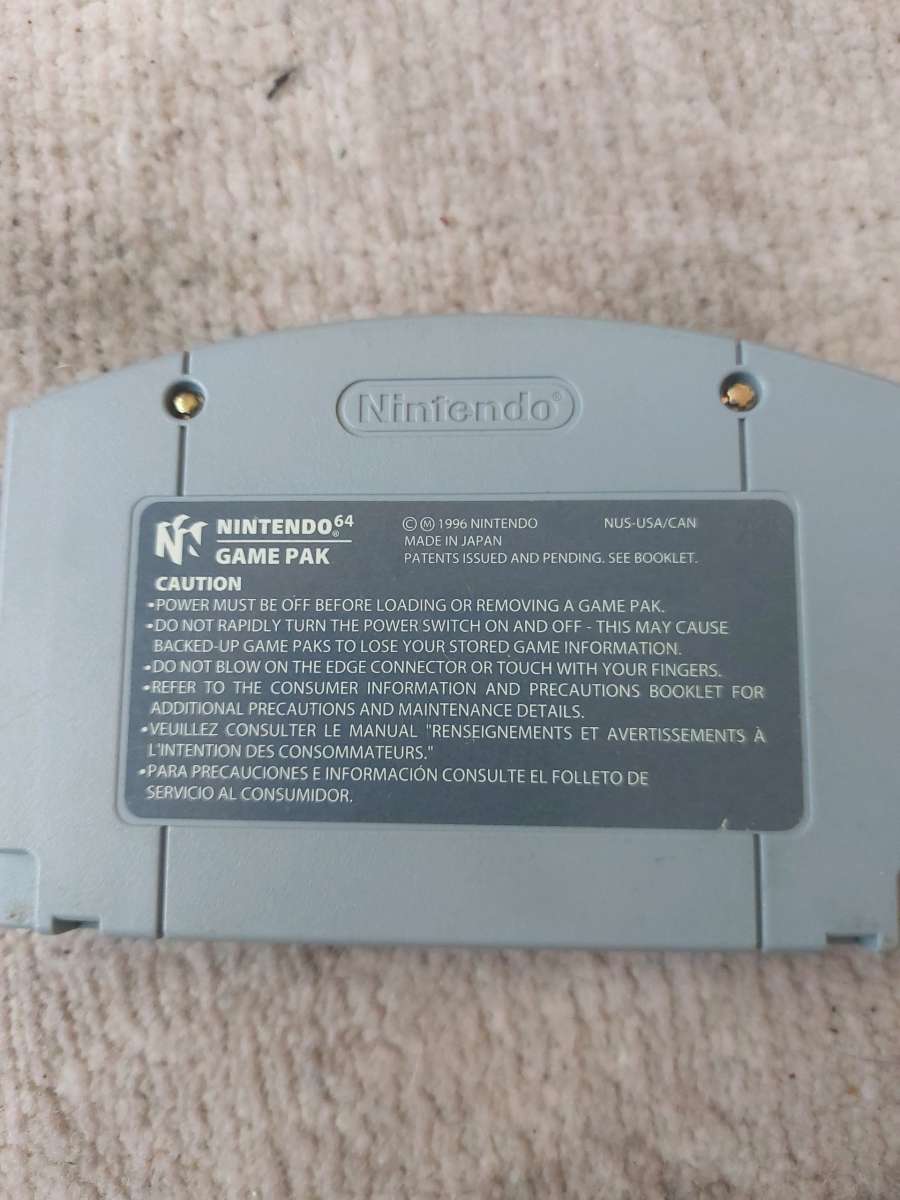 Nintendo®
NINTENDO®64
GAME PAK
©Ⓜ 1996 NINTENDO NUS-USA/CAN
MADE IN JAPAN
PATENTS ISSUED AND PENDING. SEE BOOKLET.
CAUTION
•POWER MUST BE OFF BEFORE LOADING OR REMOVING A GAME PAK.
•DO NOT RAPIDLY TURN THE POWER SWITCH ON AND OFF - THIS MAY CAUSE
BACKED-UP GAME PAKS TO LOSE YOUR STORED GAME INFORMATION.
•DO NOT BLOW ON THE EDGE CONNECTOR OR TOUCH WITH YOUR FINGERS.
•REFER TO THE CONSUMER INFORMATION AND PRECAUTIONS BOOKLET FOR
ADDITIONAL PRECAUTIONS AND MAINTENANCE DETAILS.
•VEUILLEZ CONSULTER LE MANUAL "RENSEIGNEMENTS ET AVERTISSEMENTS À
L'INTENTION DES CONSOMMATEURS."
•PARA PRECAUCIONES E INFORMACIÓN CONSULTE EL FOLLETO DE
SERVICIO AL CONSUMIDOR.